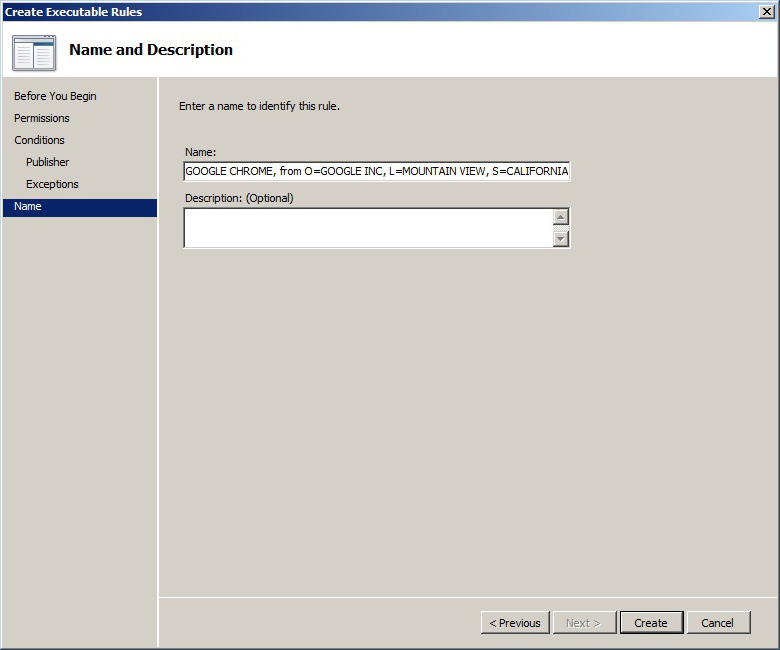 Create Executable Rules
Name and Description
Before You Begin
Permissions
Conditions
Publisher
Exceptions
Name
Enter a name to identify this rule.
Name:
GOOGLE CHROME, from O=GOOGLE INC, L=MOUNTAIN VIEW, S=CALIFORNIA
Description: (Optional)
< Previous
Next >
Create
Cancel